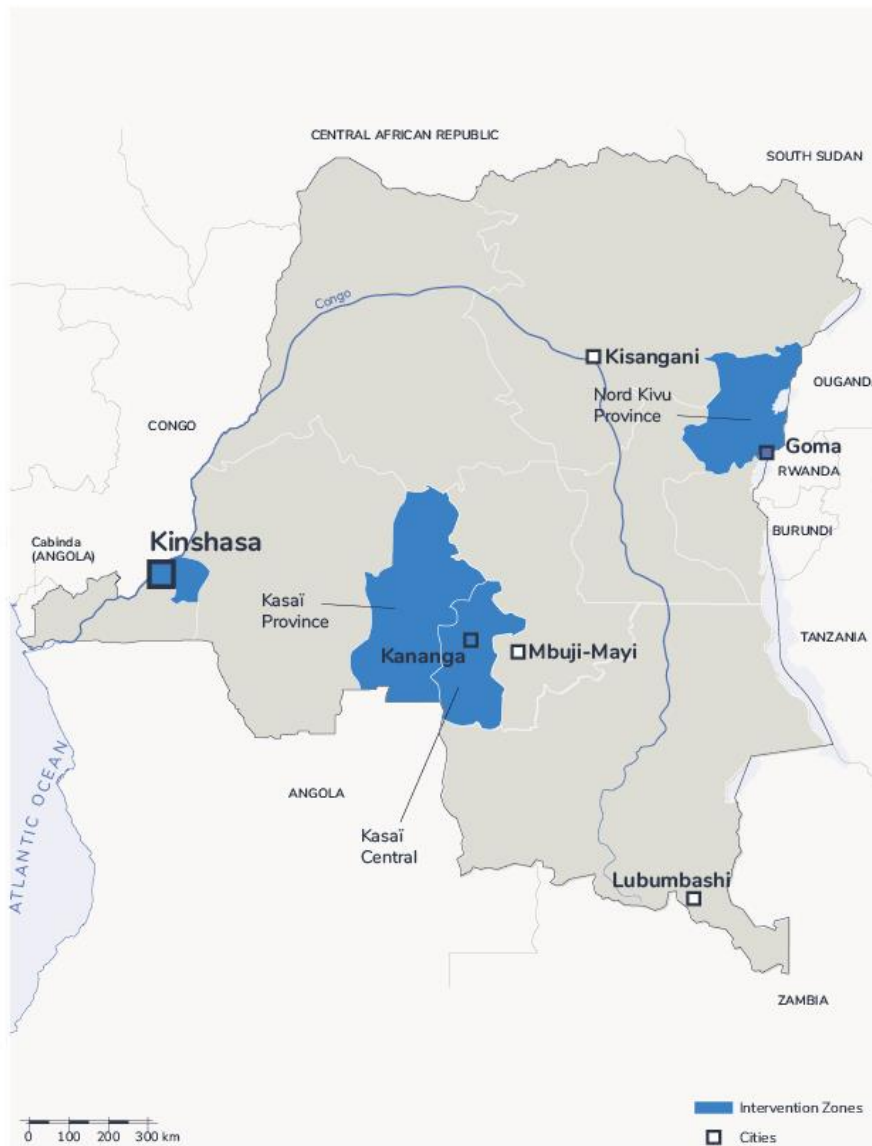 CENTRAL AFRICAN REPUBLIC
SOUTH SUDAN
Congo
Kisangani
OUGANDA
Nord Kivu
Province
CONGO
Goma
RWANDA
Kinshasa
BURUNDI
Cabinda
(ANGOLA)
Kasaï
Province
TANZANIA
Kananga
Mbuji-Mayi
ATLANTIC OCEAN
ANGOLA
Kasaï
Central
Lubumbashi
ZAMBIA
0 100 200 300 km
Intervention Zones
Cities